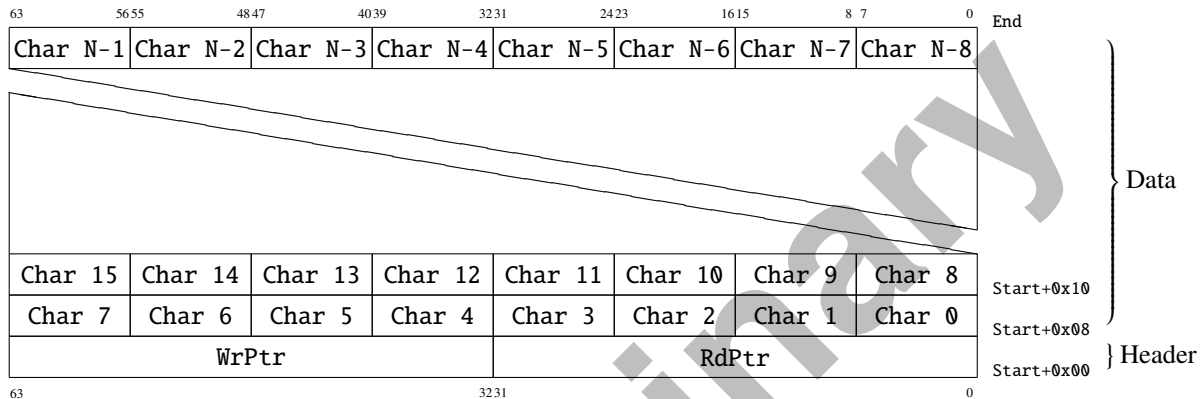 63 56 55 48 47 40 39 32 31 24 23 16 15 8 7 0 End
Char N-1 Char N-2 Char N-3 Char N-4 Char N-5 Char N-6 Char N-7 Char N-8
Data
Char 15 Char 14 Char 13 Char 12 Char 11 Char 10 Char 9 Char 8 Start+0x10
Char 7 Char 6 Char 5 Char 4 Char 3 Char 2 Char 1 Char 0 Start+0x08
WrPtr RdPtr Start+0x00 Header
63 32 31 0
inary